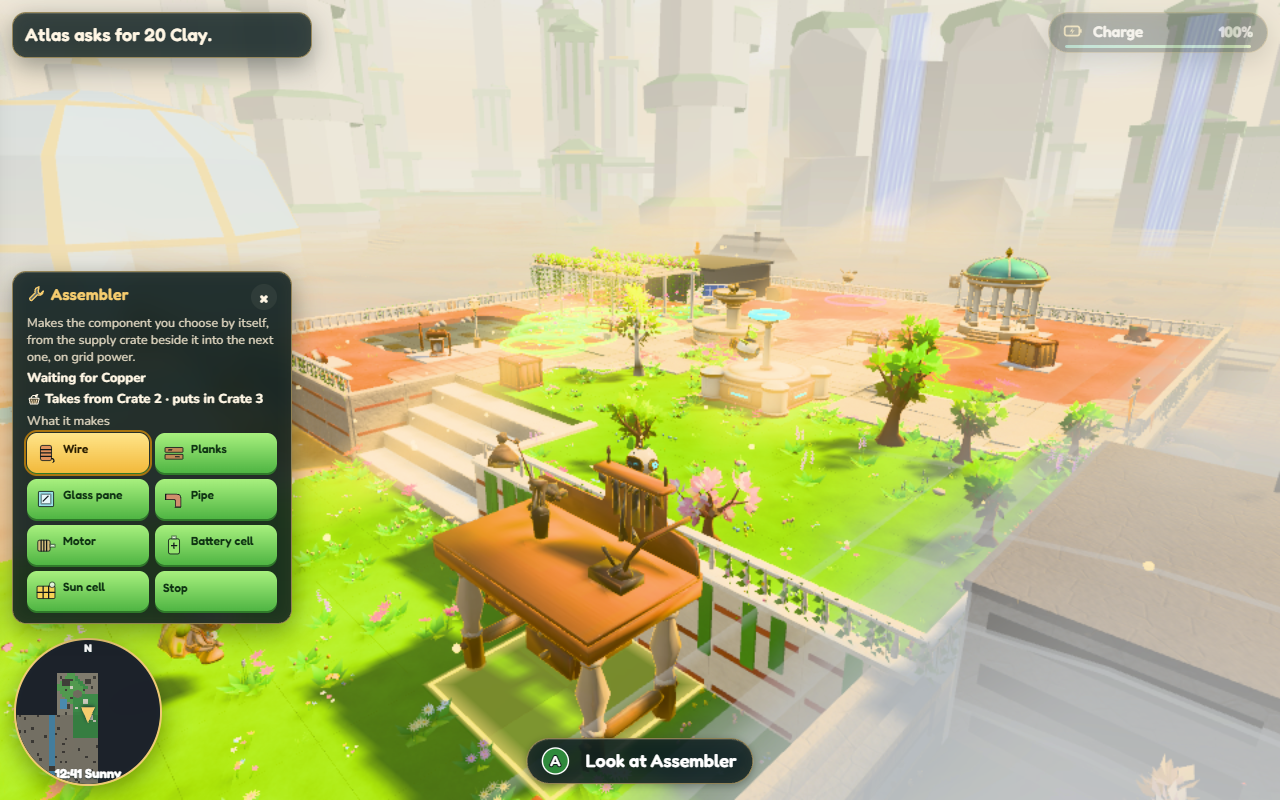 Atlas asks for 20 Clay.
Charge 100%
Assembler
Makes the component you choose by itself,
from the supply crate beside it into the next
one, on grid power.
Waiting for Copper
Takes from Crate 2 · puts in Crate 3
What it makes
Wire
Planks
Glass pane
Pipe
Motor
Battery cell
Sun cell
Stop
N
12:41 Sunny
A Look at Assembler